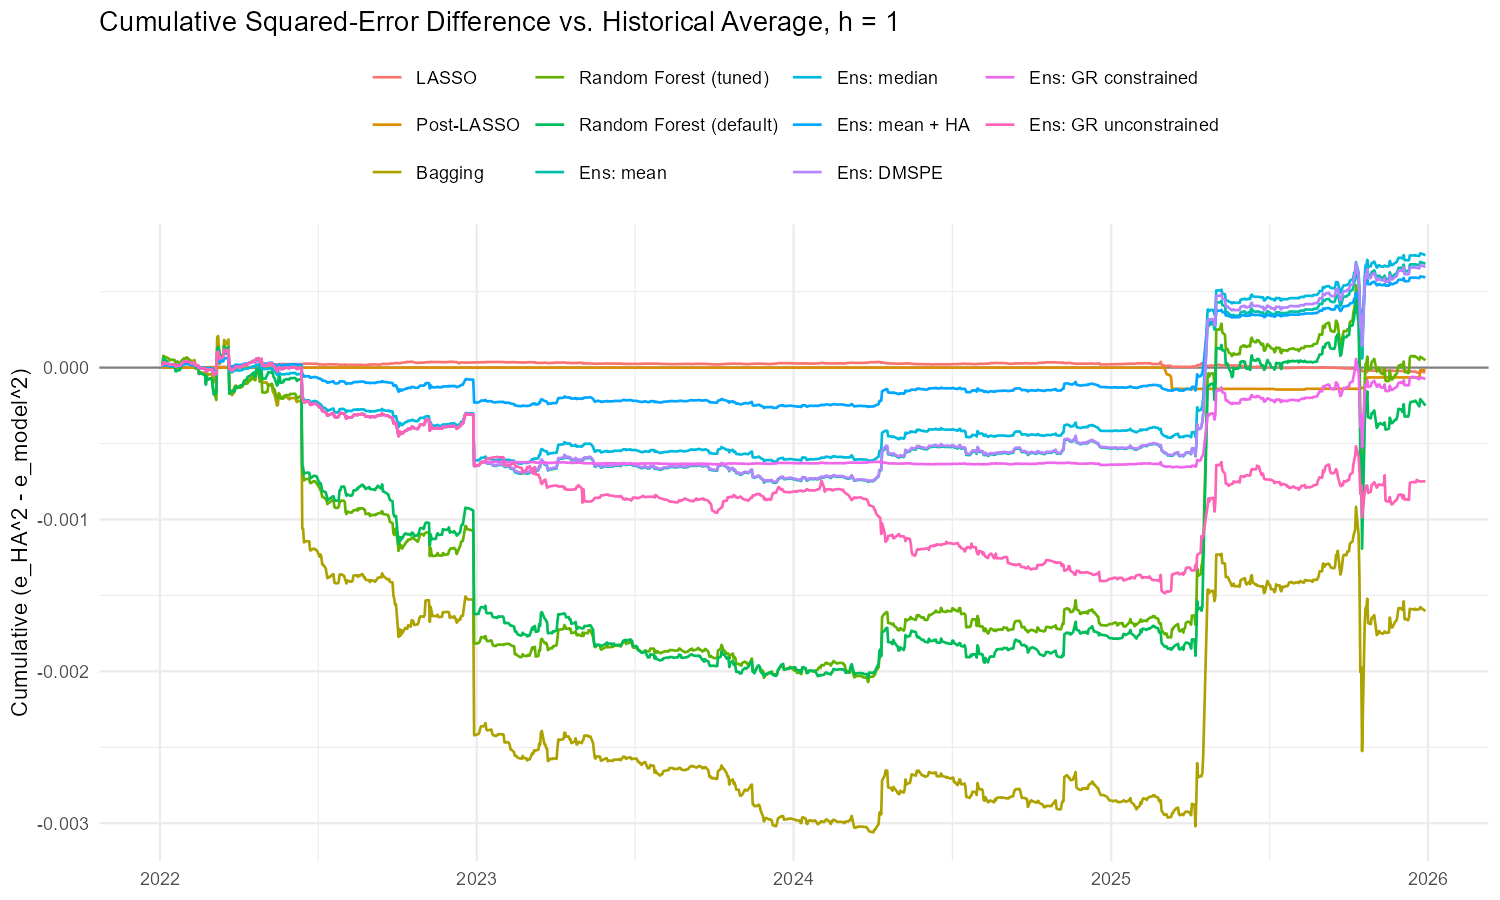 Cumulative Squared-Error Difference vs. Historical Average, h = 1
LASSO
Random Forest (tuned)
Ens: median
Ens: GR constrained
Post-LASSO
Random Forest (default)
Ens: mean + HA
Ens: GR unconstrained
Bagging
Ens: mean
Ens: DMSPE
Cumulative (e_HA^2 - e_model^2)
0.000
-0.001
-0.002
-0.003
2022
2023
2024
2025
2026